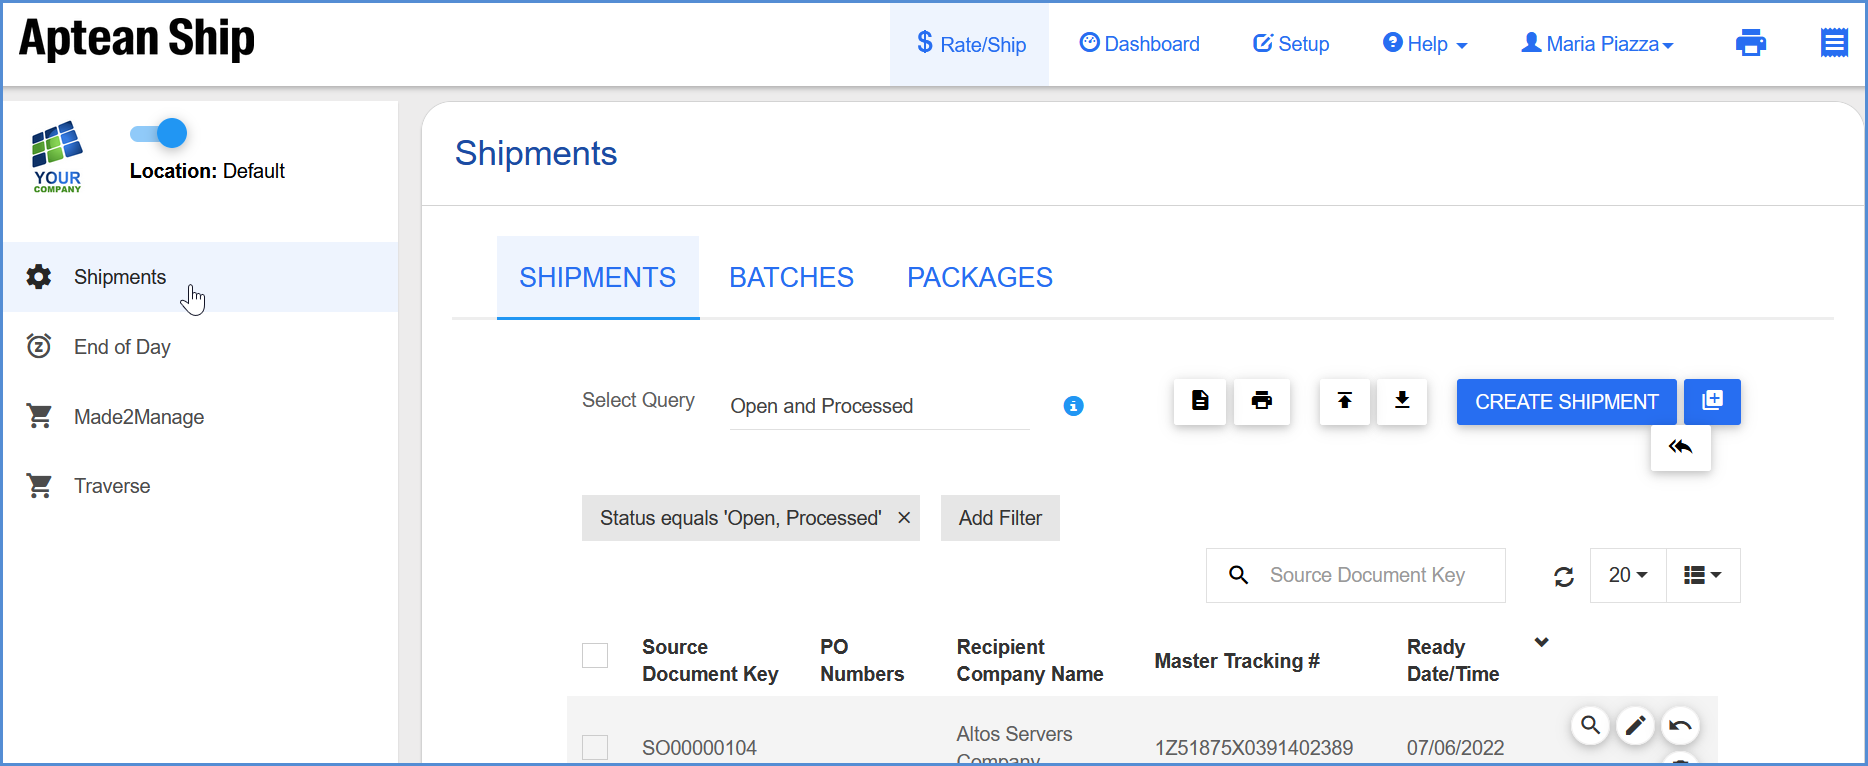 Aptean Ship
$ Rate/Ship
Dashboard
Setup
Help
Maria Piazza
YOUR
COMPANY
Location: Default
Shipments
End of Day
Made2Manage
Traverse
Shipments
SHIPMENTS
BATCHES
PACKAGES
Select Query
Open and Processed
CREATE SHIPMENT
Status equals 'Open, Processed' ×
Add Filter
Source Document Key
20
Source
Document Key
PO
Numbers
Recipient
Company Name
Master Tracking #
Ready
Date/Time
SO00000104
Altos Servers
Company
1Z51875X0391402389
07/06/2022